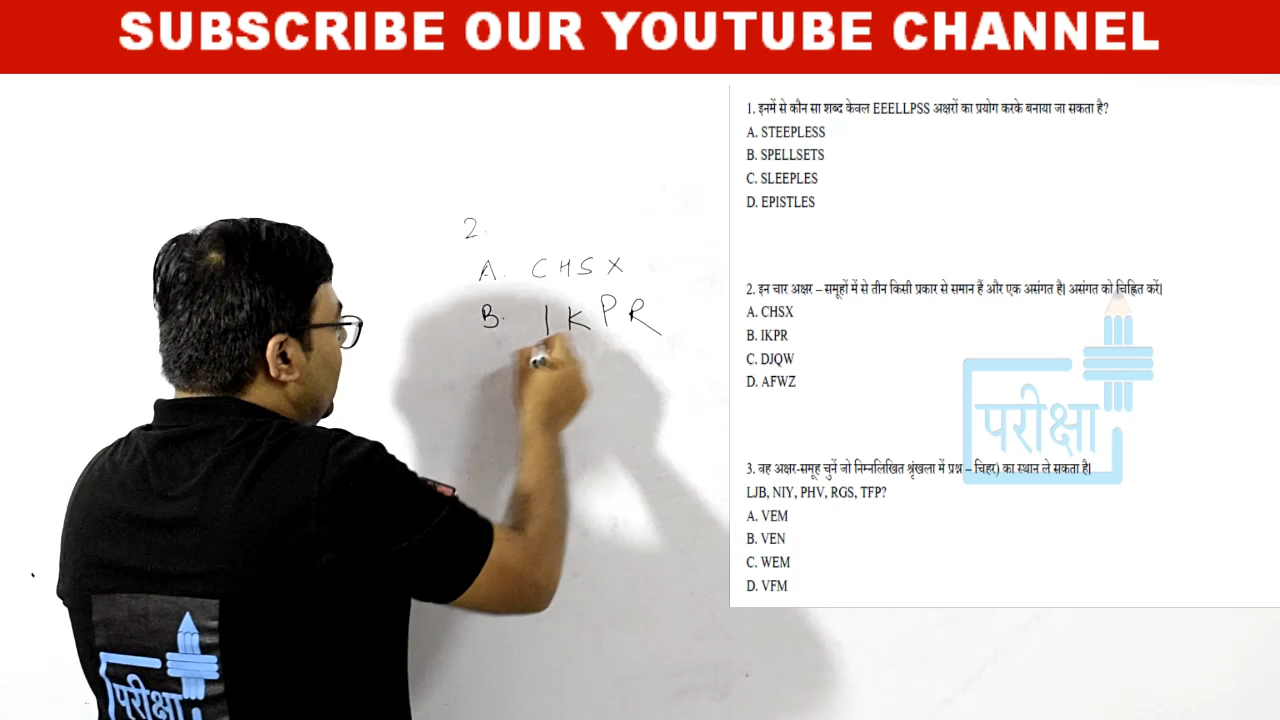 SUBSCRIBE OUR YOUTUBE CHANNEL
1. इनमें से कौन सा शब्द केवल EEELLPSS अक्षरों का प्रयोग करके बनाया जा सकता है?
A. STEEPLESS
B. SPELLSETS
C. SLEEPLES
D. EPISTLES
2. इन चार अक्षर – समूहों में से तीन किसी प्रकार से समान हैं और एक असंगत है। असंगत को चिह्नित करें।
A. CHSX
B. IKPR
C. DJQW
D. AFWZ
3. वह अक्षर-समूह चुनें जो निम्नलिखित श्रृंखला में प्रश्न – चिहर) का स्थान ले सकता है।
LJB, NIY, PHV, RGS, TFP?
A. VEM
B. VEN
C. WEM
D. VFM
परीक्षा
2.
A. CHSX
B. IKPR
परीक्षा